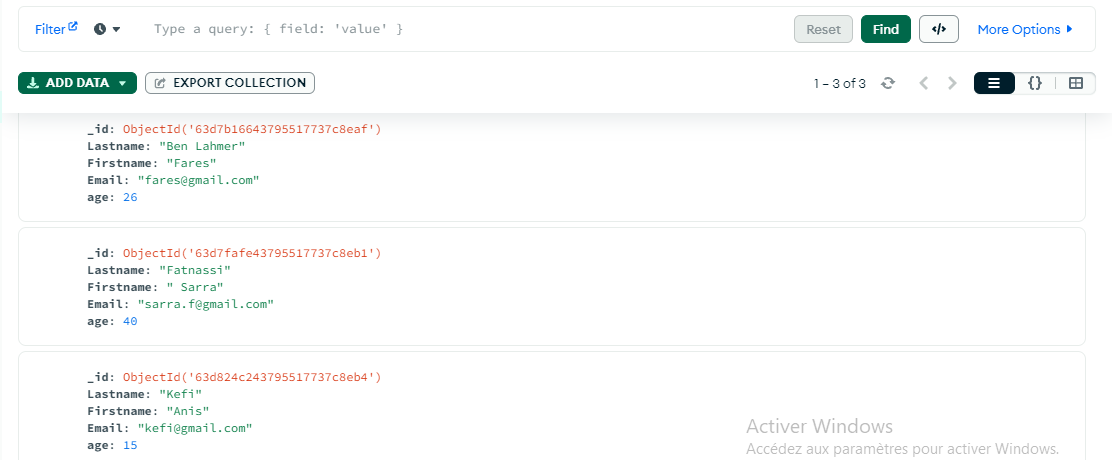 Filter Type a query: { field: 'value' } Reset Find </> More Options
ADD DATA EXPORT COLLECTION 1 – 3 of 3 {}
_id: ObjectId('63d7b16643795517737c8eaf')
Lastname: "Ben Lahmer"
Firstname: "Fares"
Email: "fares@gmail.com"
age: 26
_id: ObjectId('63d7fafe43795517737c8eb1')
Lastname: "Fatnassi"
Firstname: " Sarra"
Email: "sarra.f@gmail.com"
age: 40
_id: ObjectId('63d824c243795517737c8eb4')
Lastname: "Kefi"
Firstname: "Anis"
Email: "kefi@gmail.com"
age: 15
Activer Windows
Accédez aux paramètres pour activer Windows.